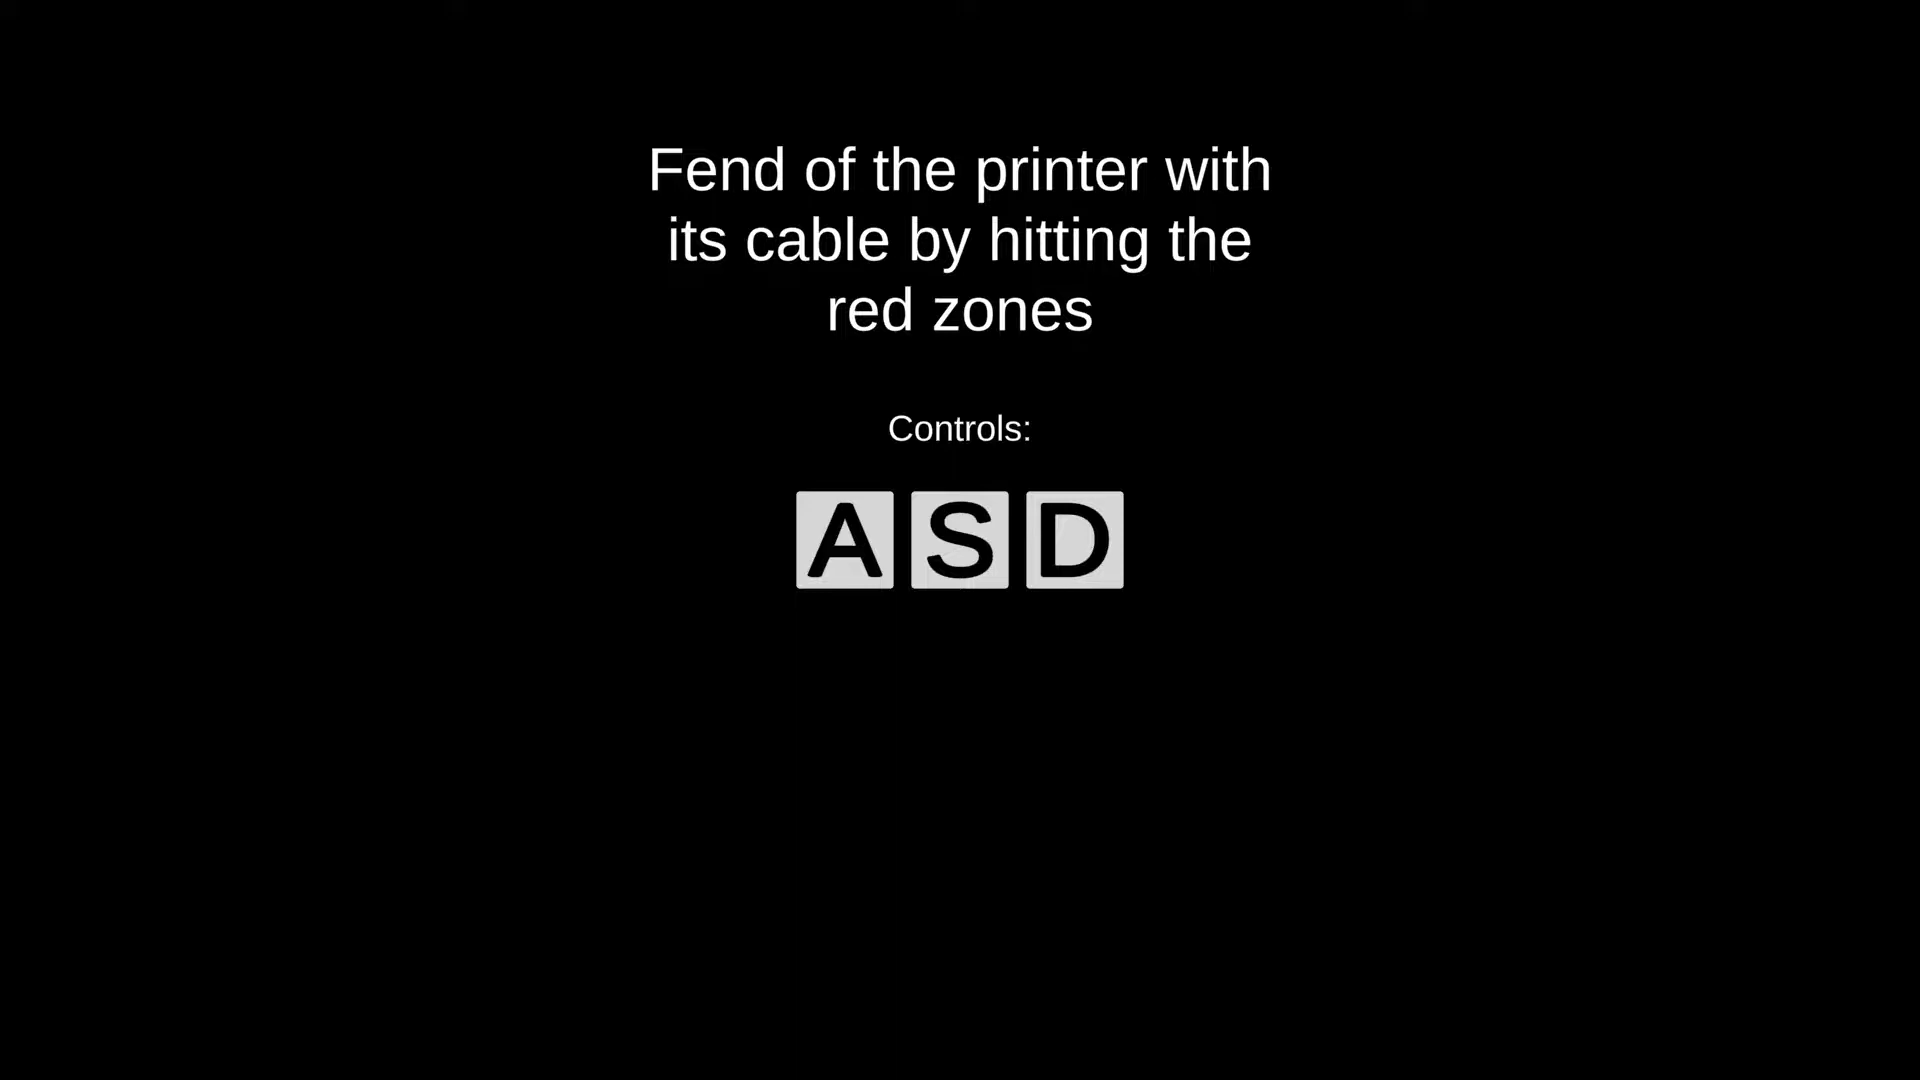 Fend of the printer with
its cable by hitting the
red zones
Controls:
A S D